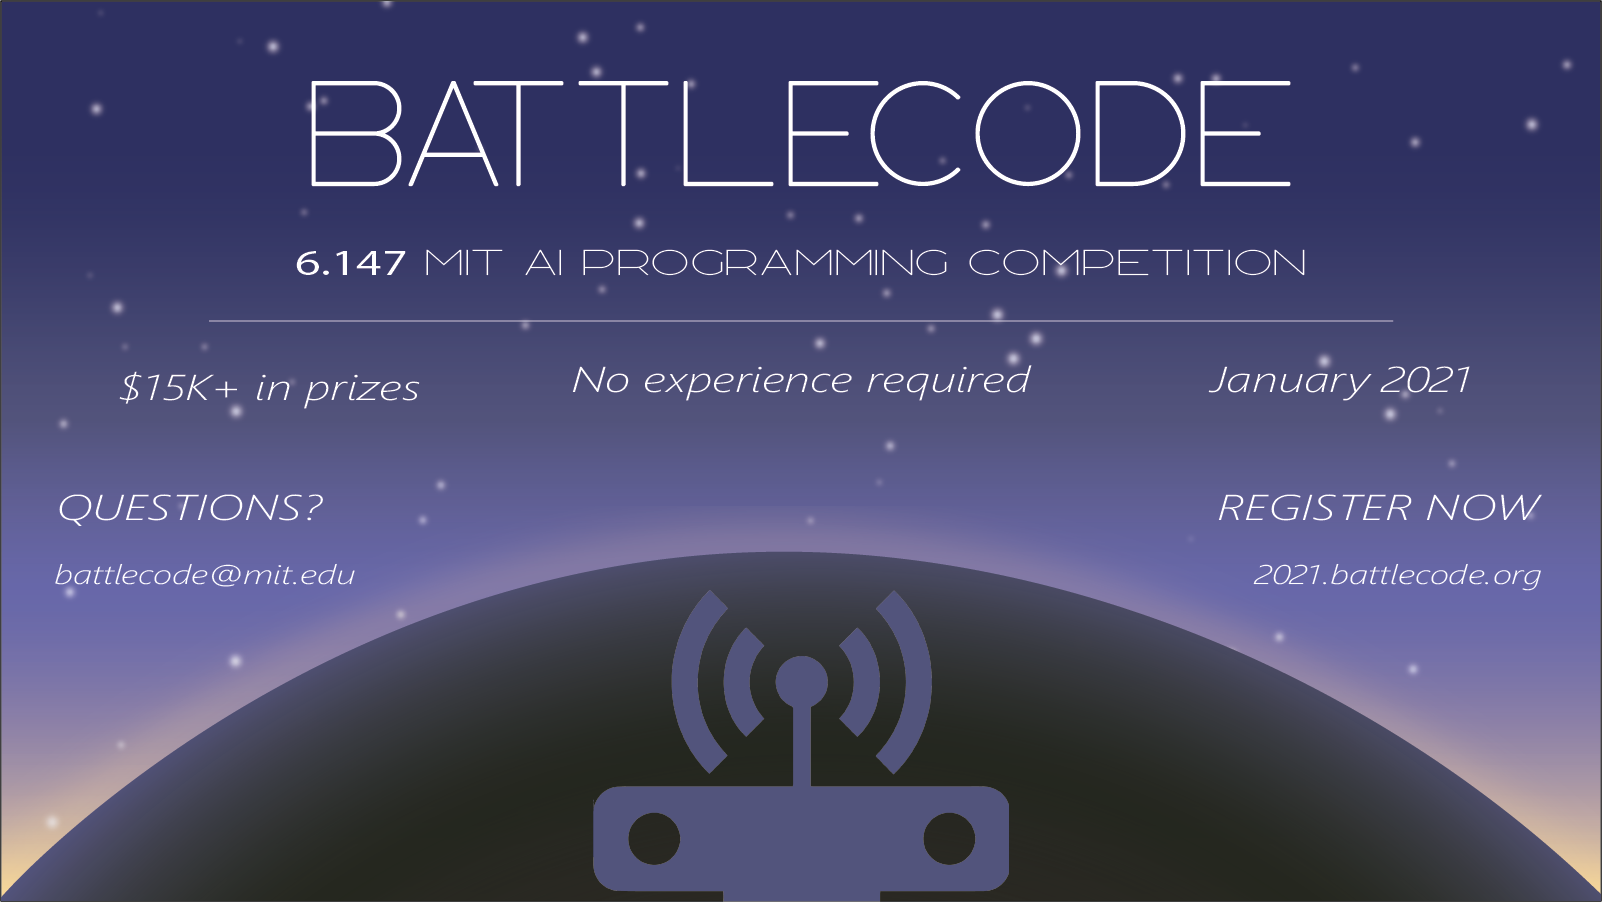 BATTLECODE
6.147 MIT AI PROGRAMMING COMPETITION
$15K+ in prizes
No experience required
January 2021
QUESTIONS?
battlecode@mit.edu
REGISTER NOW
2021.battlecode.org